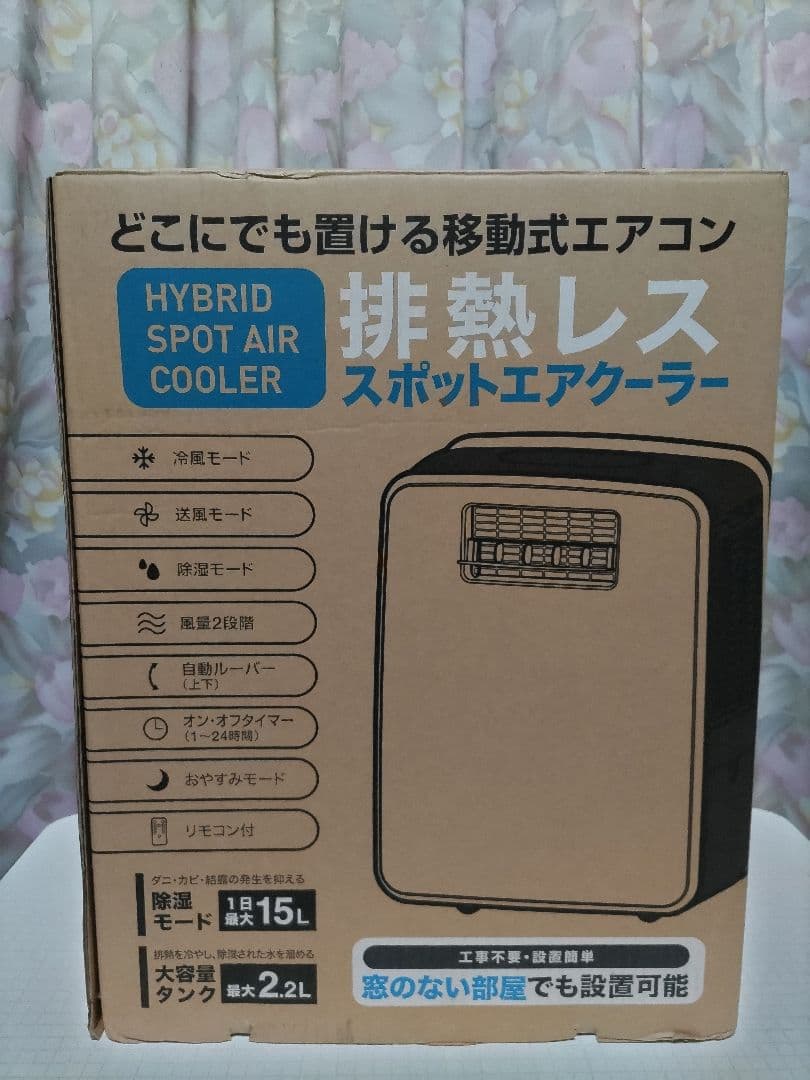 どこにでも置ける移動式エアコン
HYBRID
SPOT AIR
COOLER
排熱レス
スポットエアクーラー
冷風モード
送風モード
除湿モード
風量2段階
自動ルーバー
(上下)
オン・オフタイマー
(1～24時間)
おやすみモード
リモコン付
ダニ・カビ・結露の発生を抑える
除湿
モード
1日
最大15L
排熱を冷やし、除湿された水を溜める
大容量
タンク
最大2.2L
工事不要・設置簡単
窓のない部屋でも設置可能